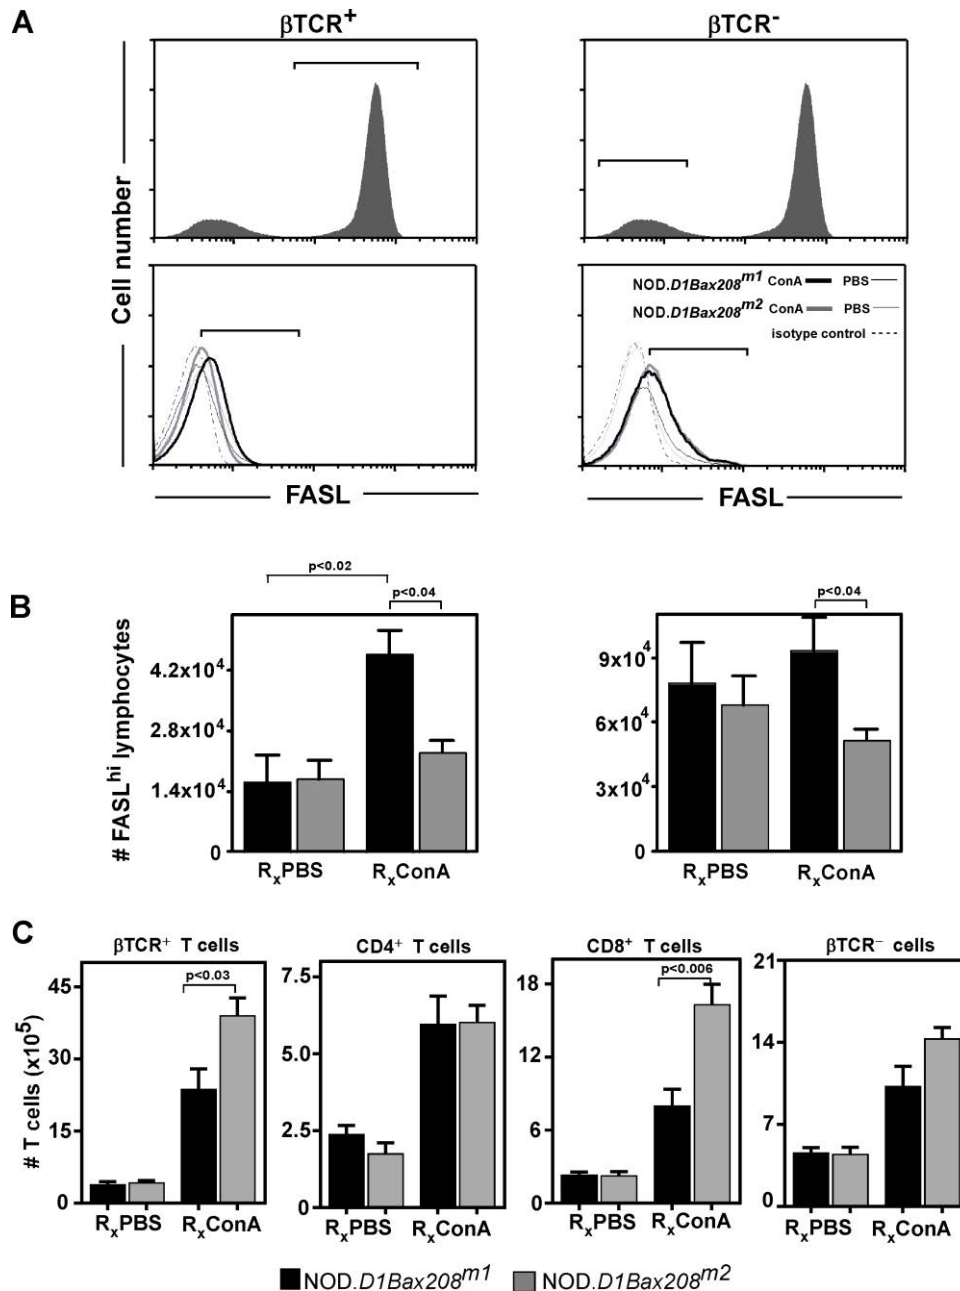 A
βTCR⁺
βTCR⁻
Cell number
NOD.D1Bax208ᵐ¹ ConA PBS
NOD.D1Bax208ᵐ² ConA PBS
isotype control
FASL
FASL
B
# FASLʰⁱ lymphocytes
p<0.02
p<0.04
4.2x10⁴
2.8x10⁴
1.4x10⁴
0
RₓPBS
RₓConA
p<0.04
9x10⁴
6x10⁴
3x10⁴
0
RₓPBS
RₓConA
C
# T cells (x10⁵)
βTCR⁺ T cells
p<0.03
45
30
15
0
RₓPBS
RₓConA
CD4⁺ T cells
7.5
5.0
2.5
0
RₓPBS
RₓConA
CD8⁺ T cells
p<0.006
18
12
6
0
RₓPBS
RₓConA
βTCR⁻ cells
21
14
7
0
RₓPBS
RₓConA
NOD.D1Bax208ᵐ¹
NOD.D1Bax208ᵐ²